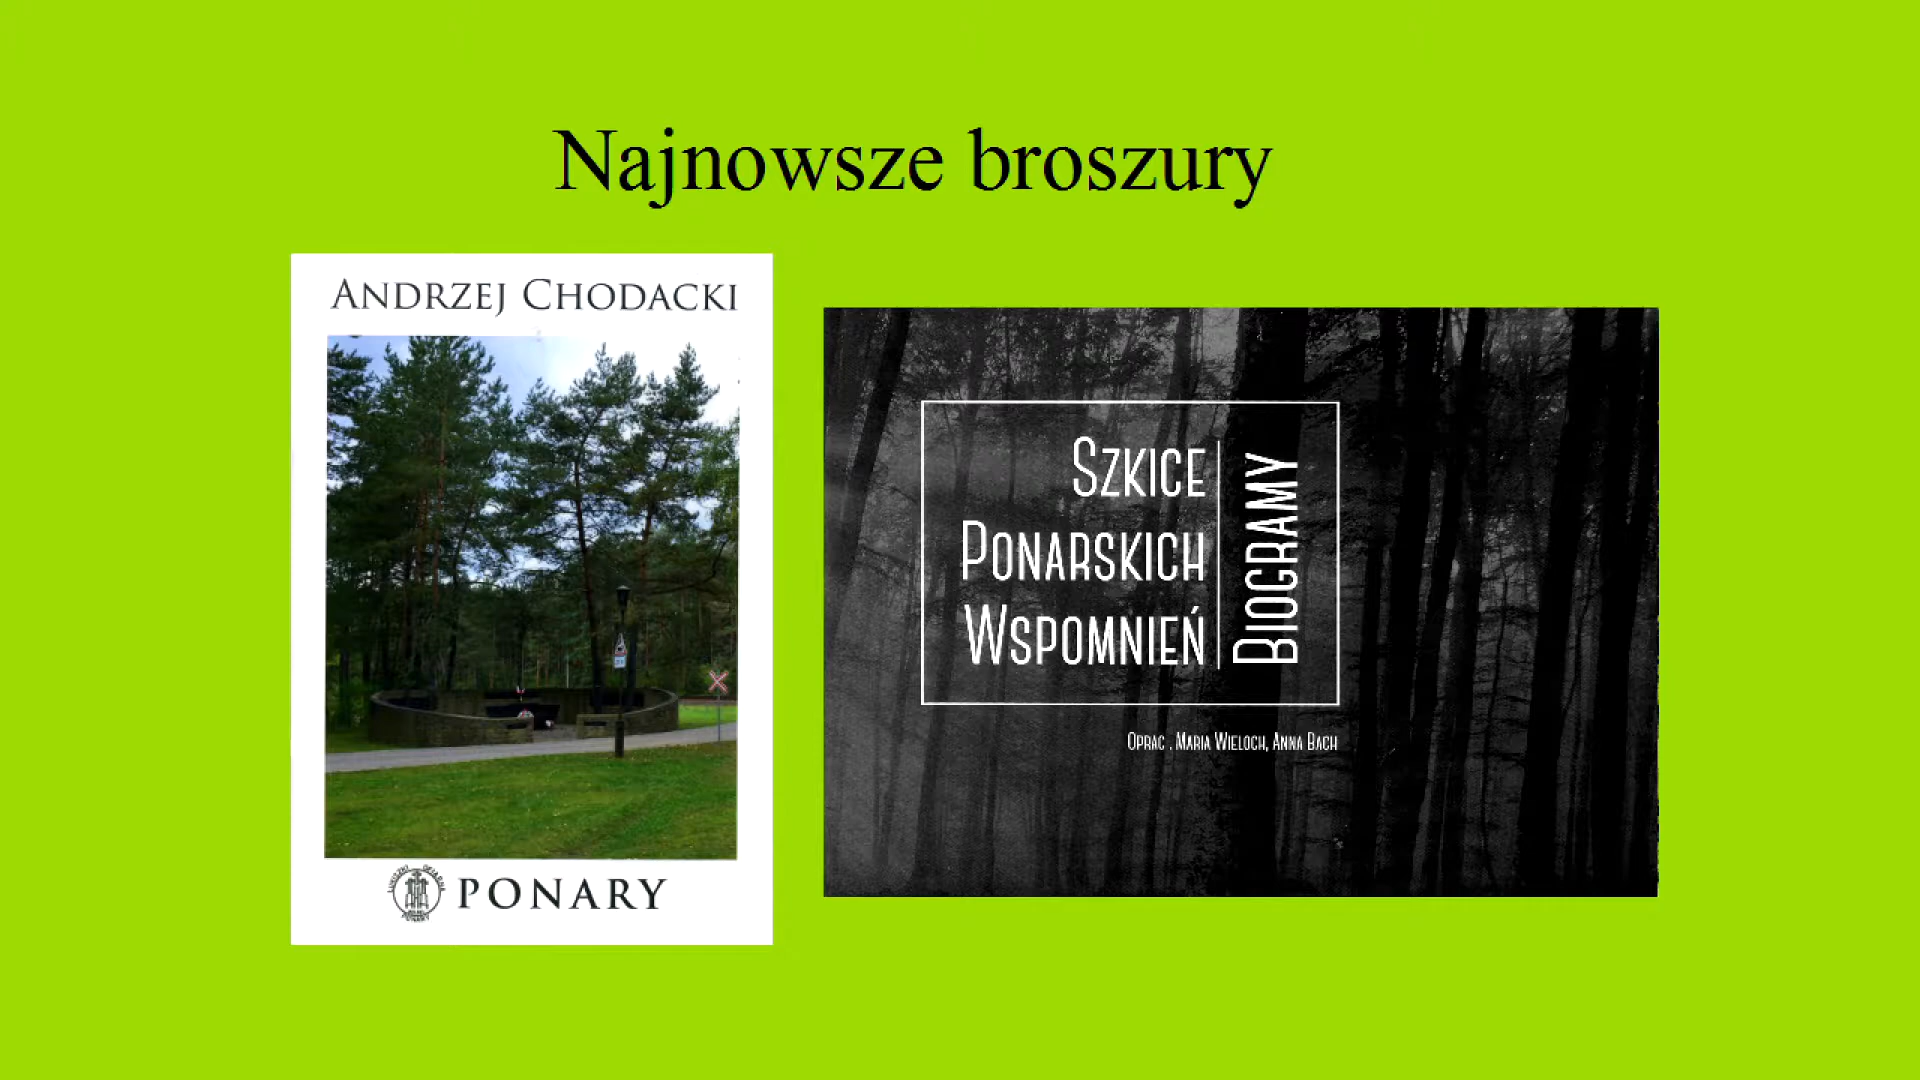 Najnowsze broszury
ANDRZEJ CHODACKI
PONARY
SZKICE
PONARSKICH
WSPOMNIEŃ
BIOGRAMY
OPRAC . MARIA WIELOCH, ANNA BACH